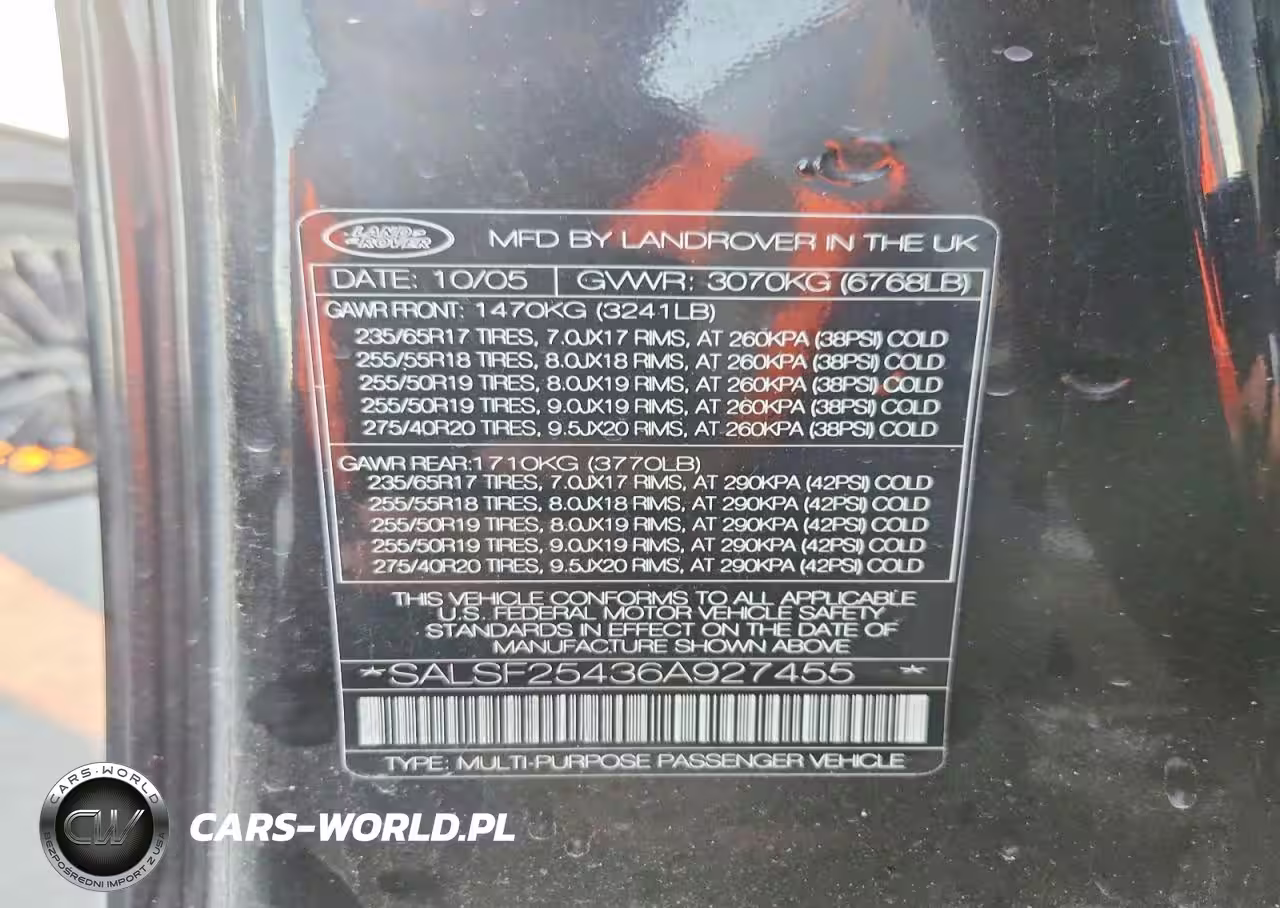 LAND-
ROVER
MFD BY LANDROVER IN THE UK
DATE: 10/05 GVWR: 3070KG (6768LB)
GAWR FRONT: 1470KG (3241LB)
235/65R17 TIRES, 7.0JX17 RIMS, AT 260KPA (38PSI) COLD
255/55R18 TIRES, 8.0JX18 RIMS, AT 260KPA (38PSI) COLD
255/50R19 TIRES, 8.0JX19 RIMS, AT 260KPA (38PSI) COLD
255/50R19 TIRES, 9.0JX19 RIMS, AT 260KPA (38PSI) COLD
275/40R20 TIRES, 9.5JX20 RIMS, AT 260KPA (38PSI) COLD
GAWR REAR:1710KG (3770LB)
235/65R17 TIRES, 7.0JX17 RIMS, AT 290KPA (42PSI) COLD
255/55R18 TIRES, 8.0JX18 RIMS, AT 290KPA (42PSI) COLD
255/50R19 TIRES, 8.0JX19 RIMS, AT 290KPA (42PSI) COLD
255/50R19 TIRES, 9.0JX19 RIMS, AT 290KPA (42PSI) COLD
275/40R20 TIRES, 9.5JX20 RIMS, AT 290KPA (42PSI) COLD
THIS VEHICLE CONFORMS TO ALL APPLICABLE
U.S. FEDERAL MOTOR VEHICLE SAFETY
STANDARDS IN EFFECT ON THE DATE OF
MANUFACTURE SHOWN ABOVE
*SALSF25436A927455 *
TYPE: MULTI-PURPOSE PASSENGER VEHICLE
CARS-WORLD
CW
BEZPOŚREDNI IMPORT Z USA
CARS-WORLD.PL